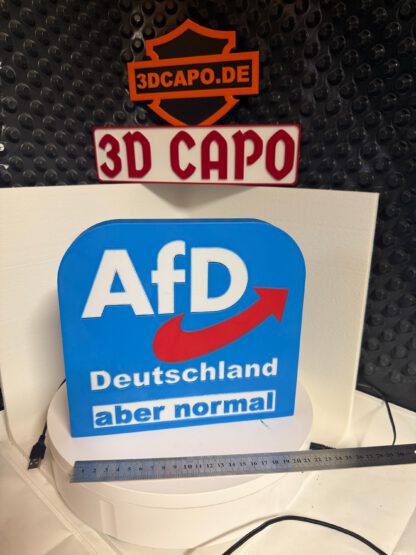 3DCAPO.DE
3D CAPO
AfD
Deutschland
aber normal